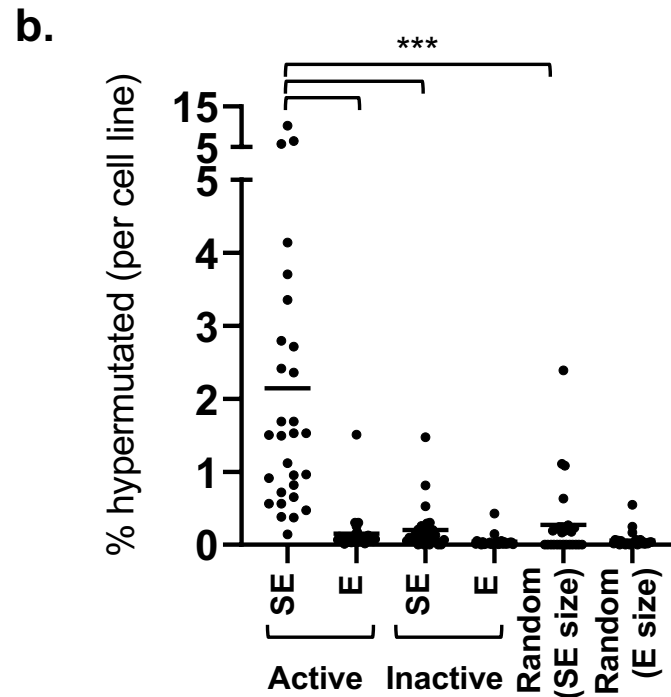 b.
***
% hypermutated (per cell line)
15
5
5
4
3
2
1
0
SE
E
SE
E
Random
(SE size)
Random
(E size)
Active
Inactive